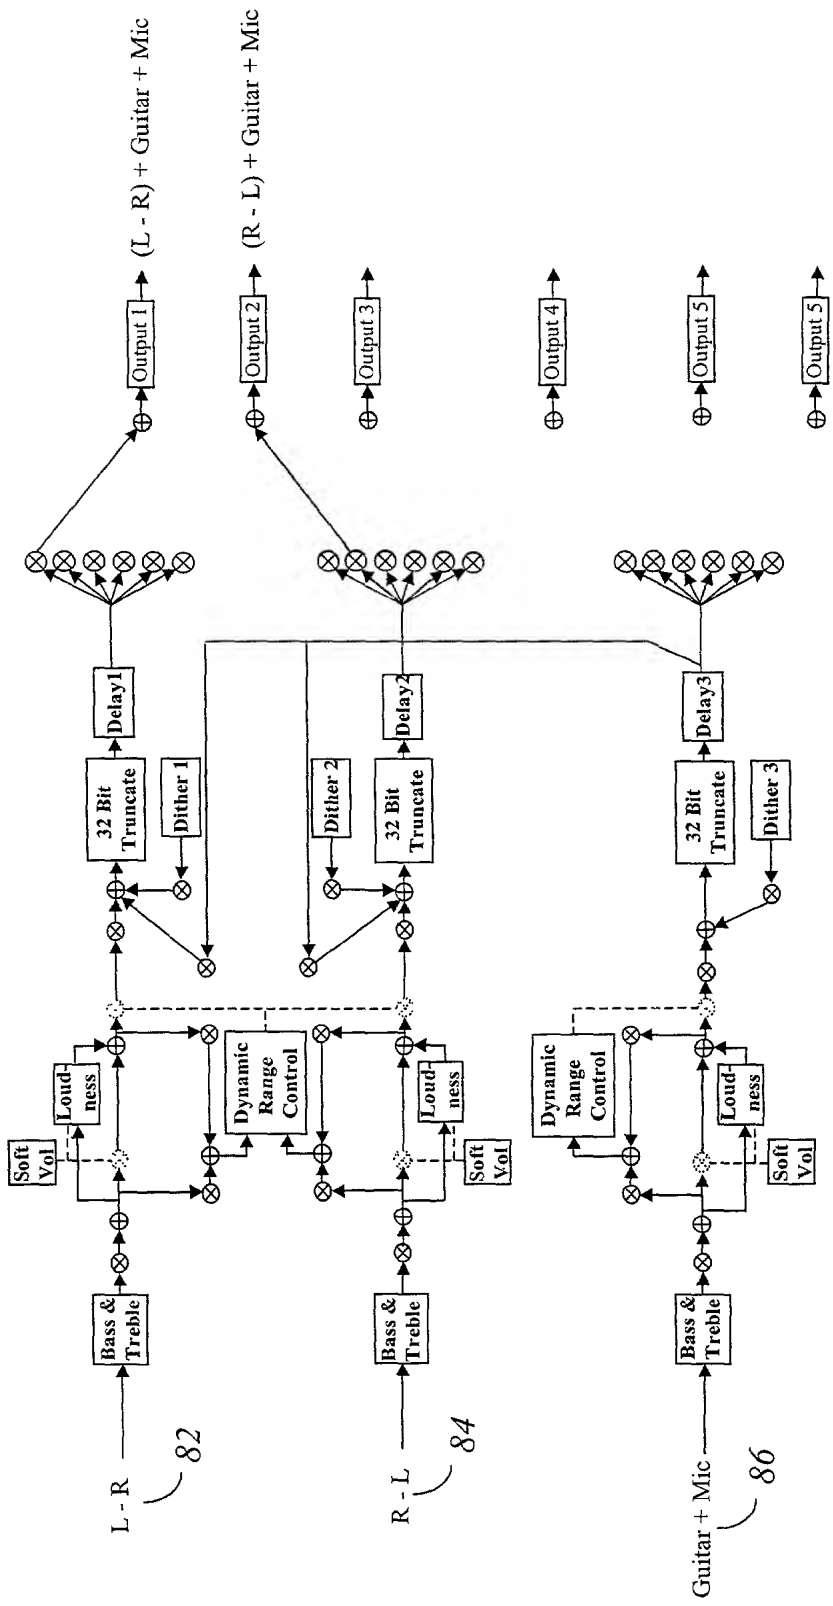 L - R
82
Bass &
Treble
Soft
Vol
Loud-
ness
32 Bit
Truncate
Dither 1
Delay1
Output 1
(L - R) + Guitar + Mic
Dynamic
Range
Control
R - L
84
Bass &
Treble
Soft
Vol
Loud-
ness
Dither 2
32 Bit
Truncate
Delay2
Output 2
(R - L) + Guitar + Mic
Output 3
Output 4
Guitar + Mic
86
Bass &
Treble
Dynamic
Range
Control
Soft
Vol
Loud-
ness
32 Bit
Truncate
Dither 3
Delay3
Output 5
Output 5